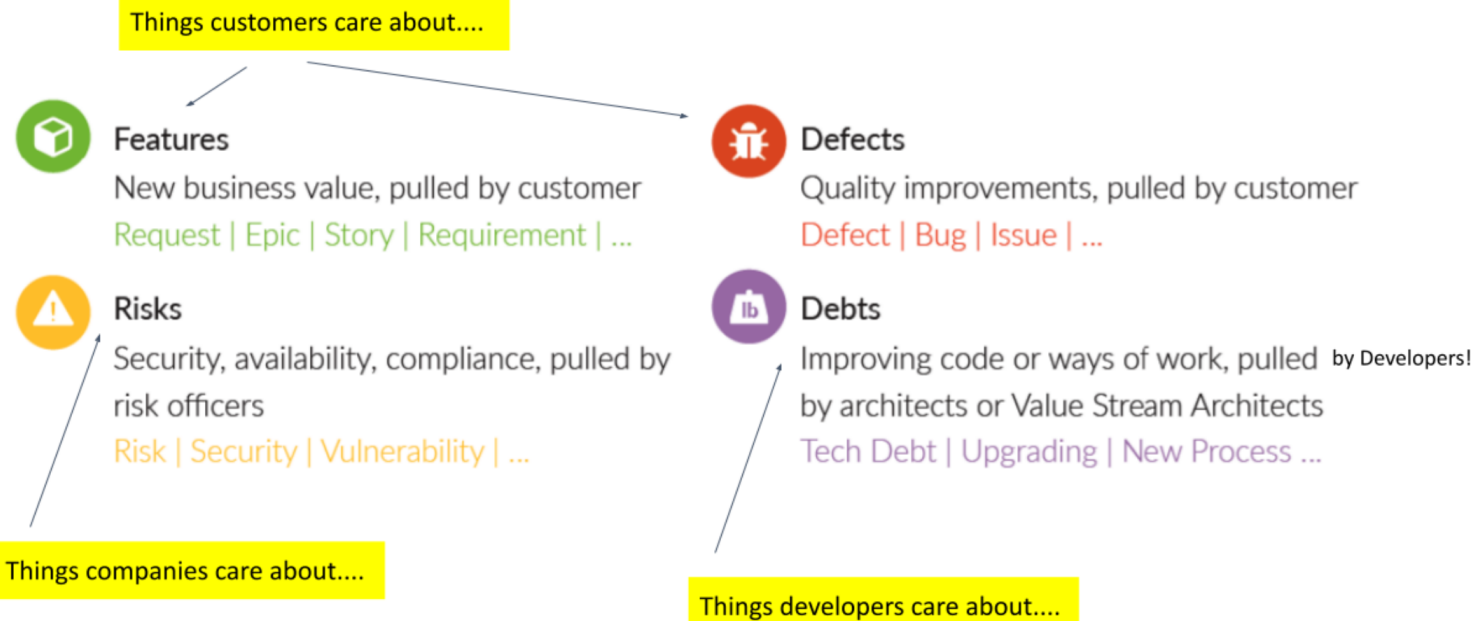 Things customers care about....
Features
New business value, pulled by customer
Request | Epic | Story | Requirement | ...
Defects
Quality improvements, pulled by customer
Defect | Bug | Issue | ...
Risks
Security, availability, compliance, pulled by
risk officers
Risk | Security | Vulnerability | ...
lb
Debts
Improving code or ways of work, pulled by Developers!
by architects or Value Stream Architects
Tech Debt | Upgrading | New Process ...
Things companies care about....
Things developers care about....